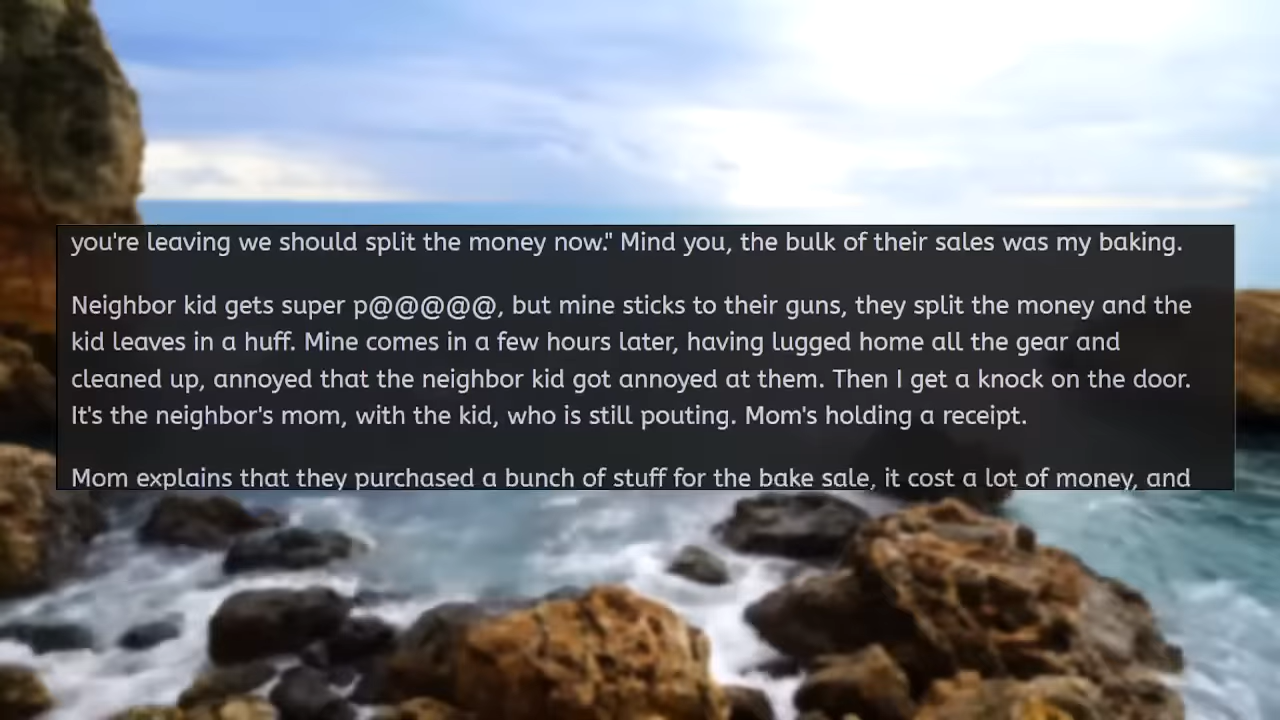 you're leaving we should split the money now." Mind you, the bulk of their sales was my baking.
Neighbor kid gets super p@@@@@, but mine sticks to their guns, they split the money and the
kid leaves in a huff. Mine comes in a few hours later, having lugged home all the gear and
cleaned up, annoyed that the neighbor kid got annoyed at them. Then I get a knock on the door.
It's the neighbor's mom, with the kid, who is still pouting. Mom's holding a receipt.
Mom explains that they purchased a bunch of stuff for the bake sale, it cost a lot of money, and